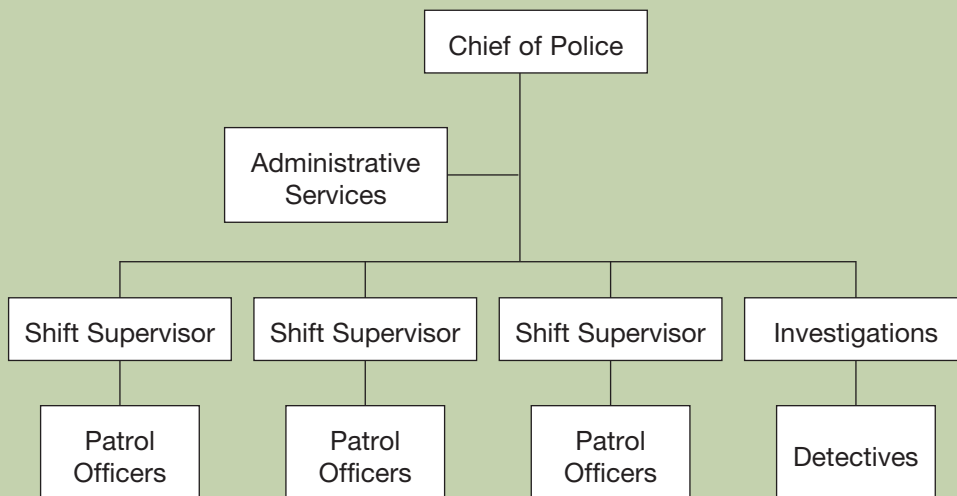 Chief of Police
Administrative
Services
Shift Supervisor
Shift Supervisor
Shift Supervisor
Investigations
Patrol
Officers
Patrol
Officers
Patrol
Officers
Detectives